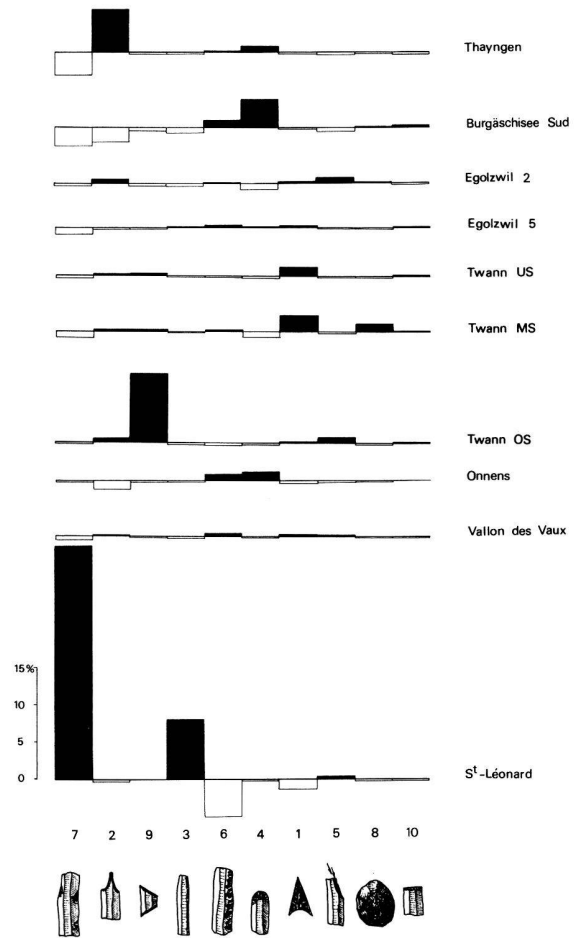 Thayngen
Burgäschisee Sud
Egolzwil 2
Egolzwil 5
Twann US
Twann MS
Twann OS
Onnens
Vallon des Vaux
15%
10
5
0
Sᵗ-Léonard
7 2 9 3 6 4 1 5 8 10